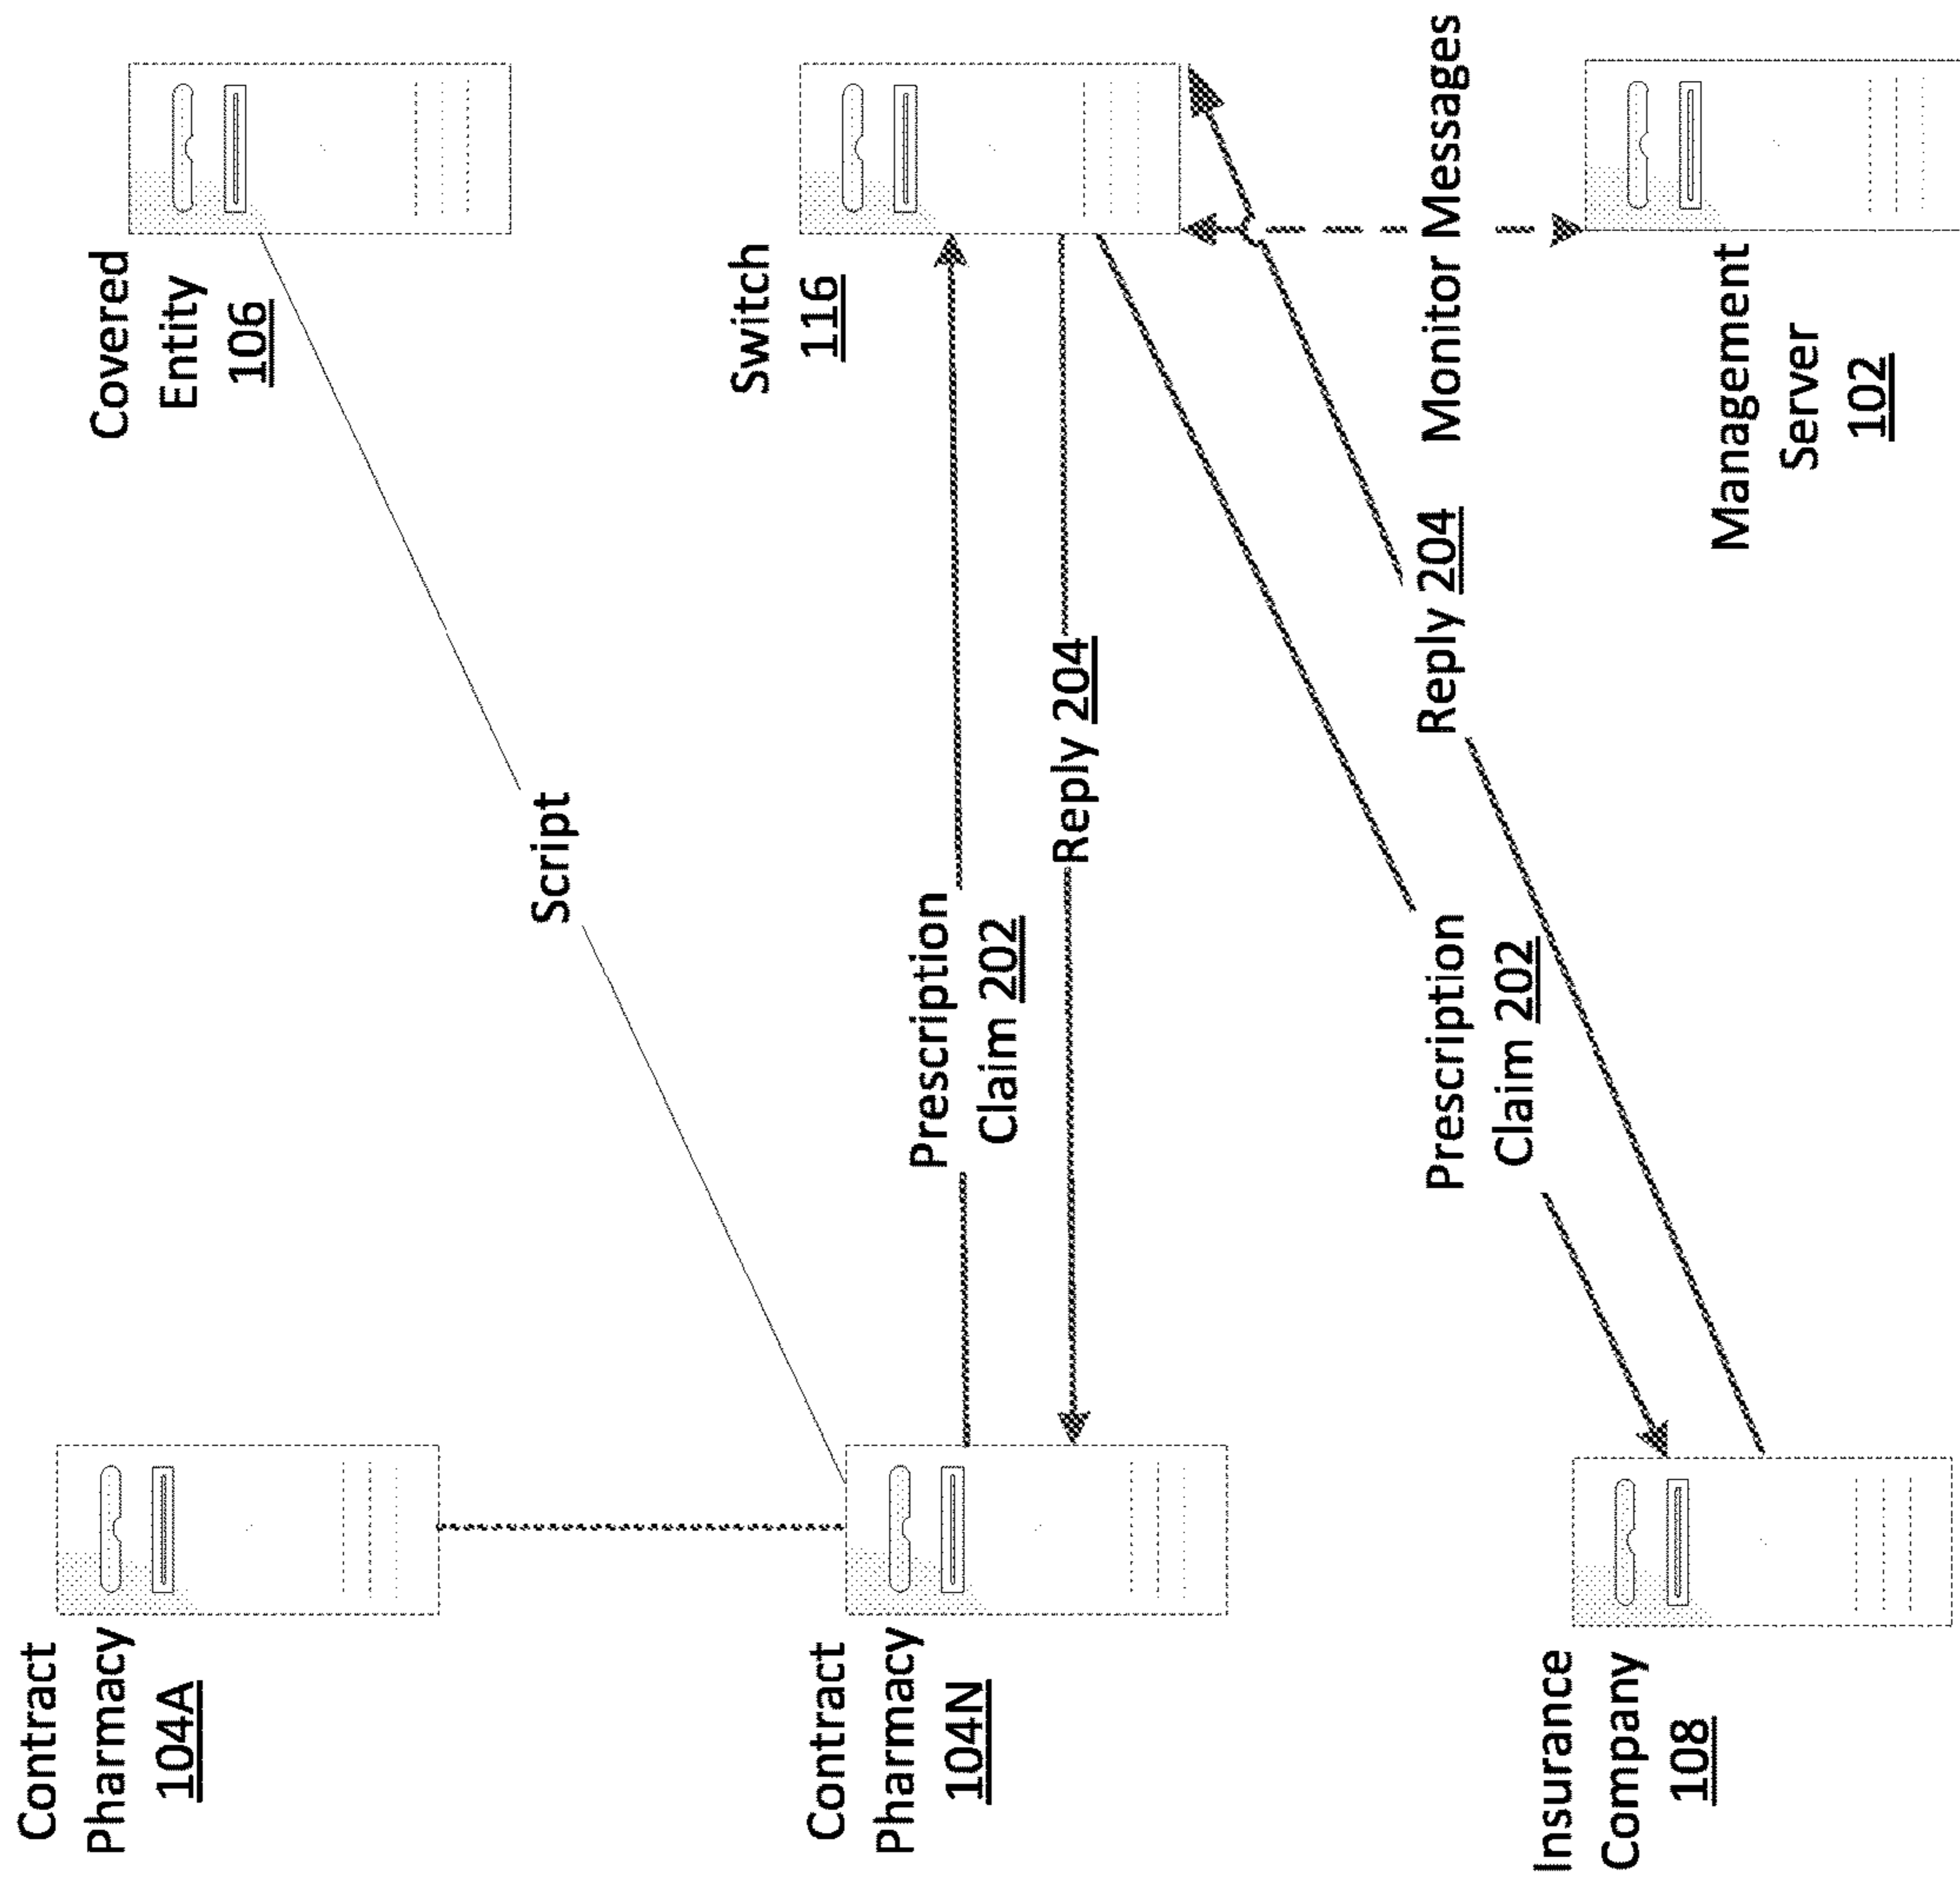 Contract
Pharmacy
104A
Covered
Entity
106
Script
Contract
Pharmacy
104N
Prescription
Claim 202
Reply 204
Switch
116
Insurance
Company
108
Prescription
Claim 202
Reply 204
Monitor Messages
Management
Server
102